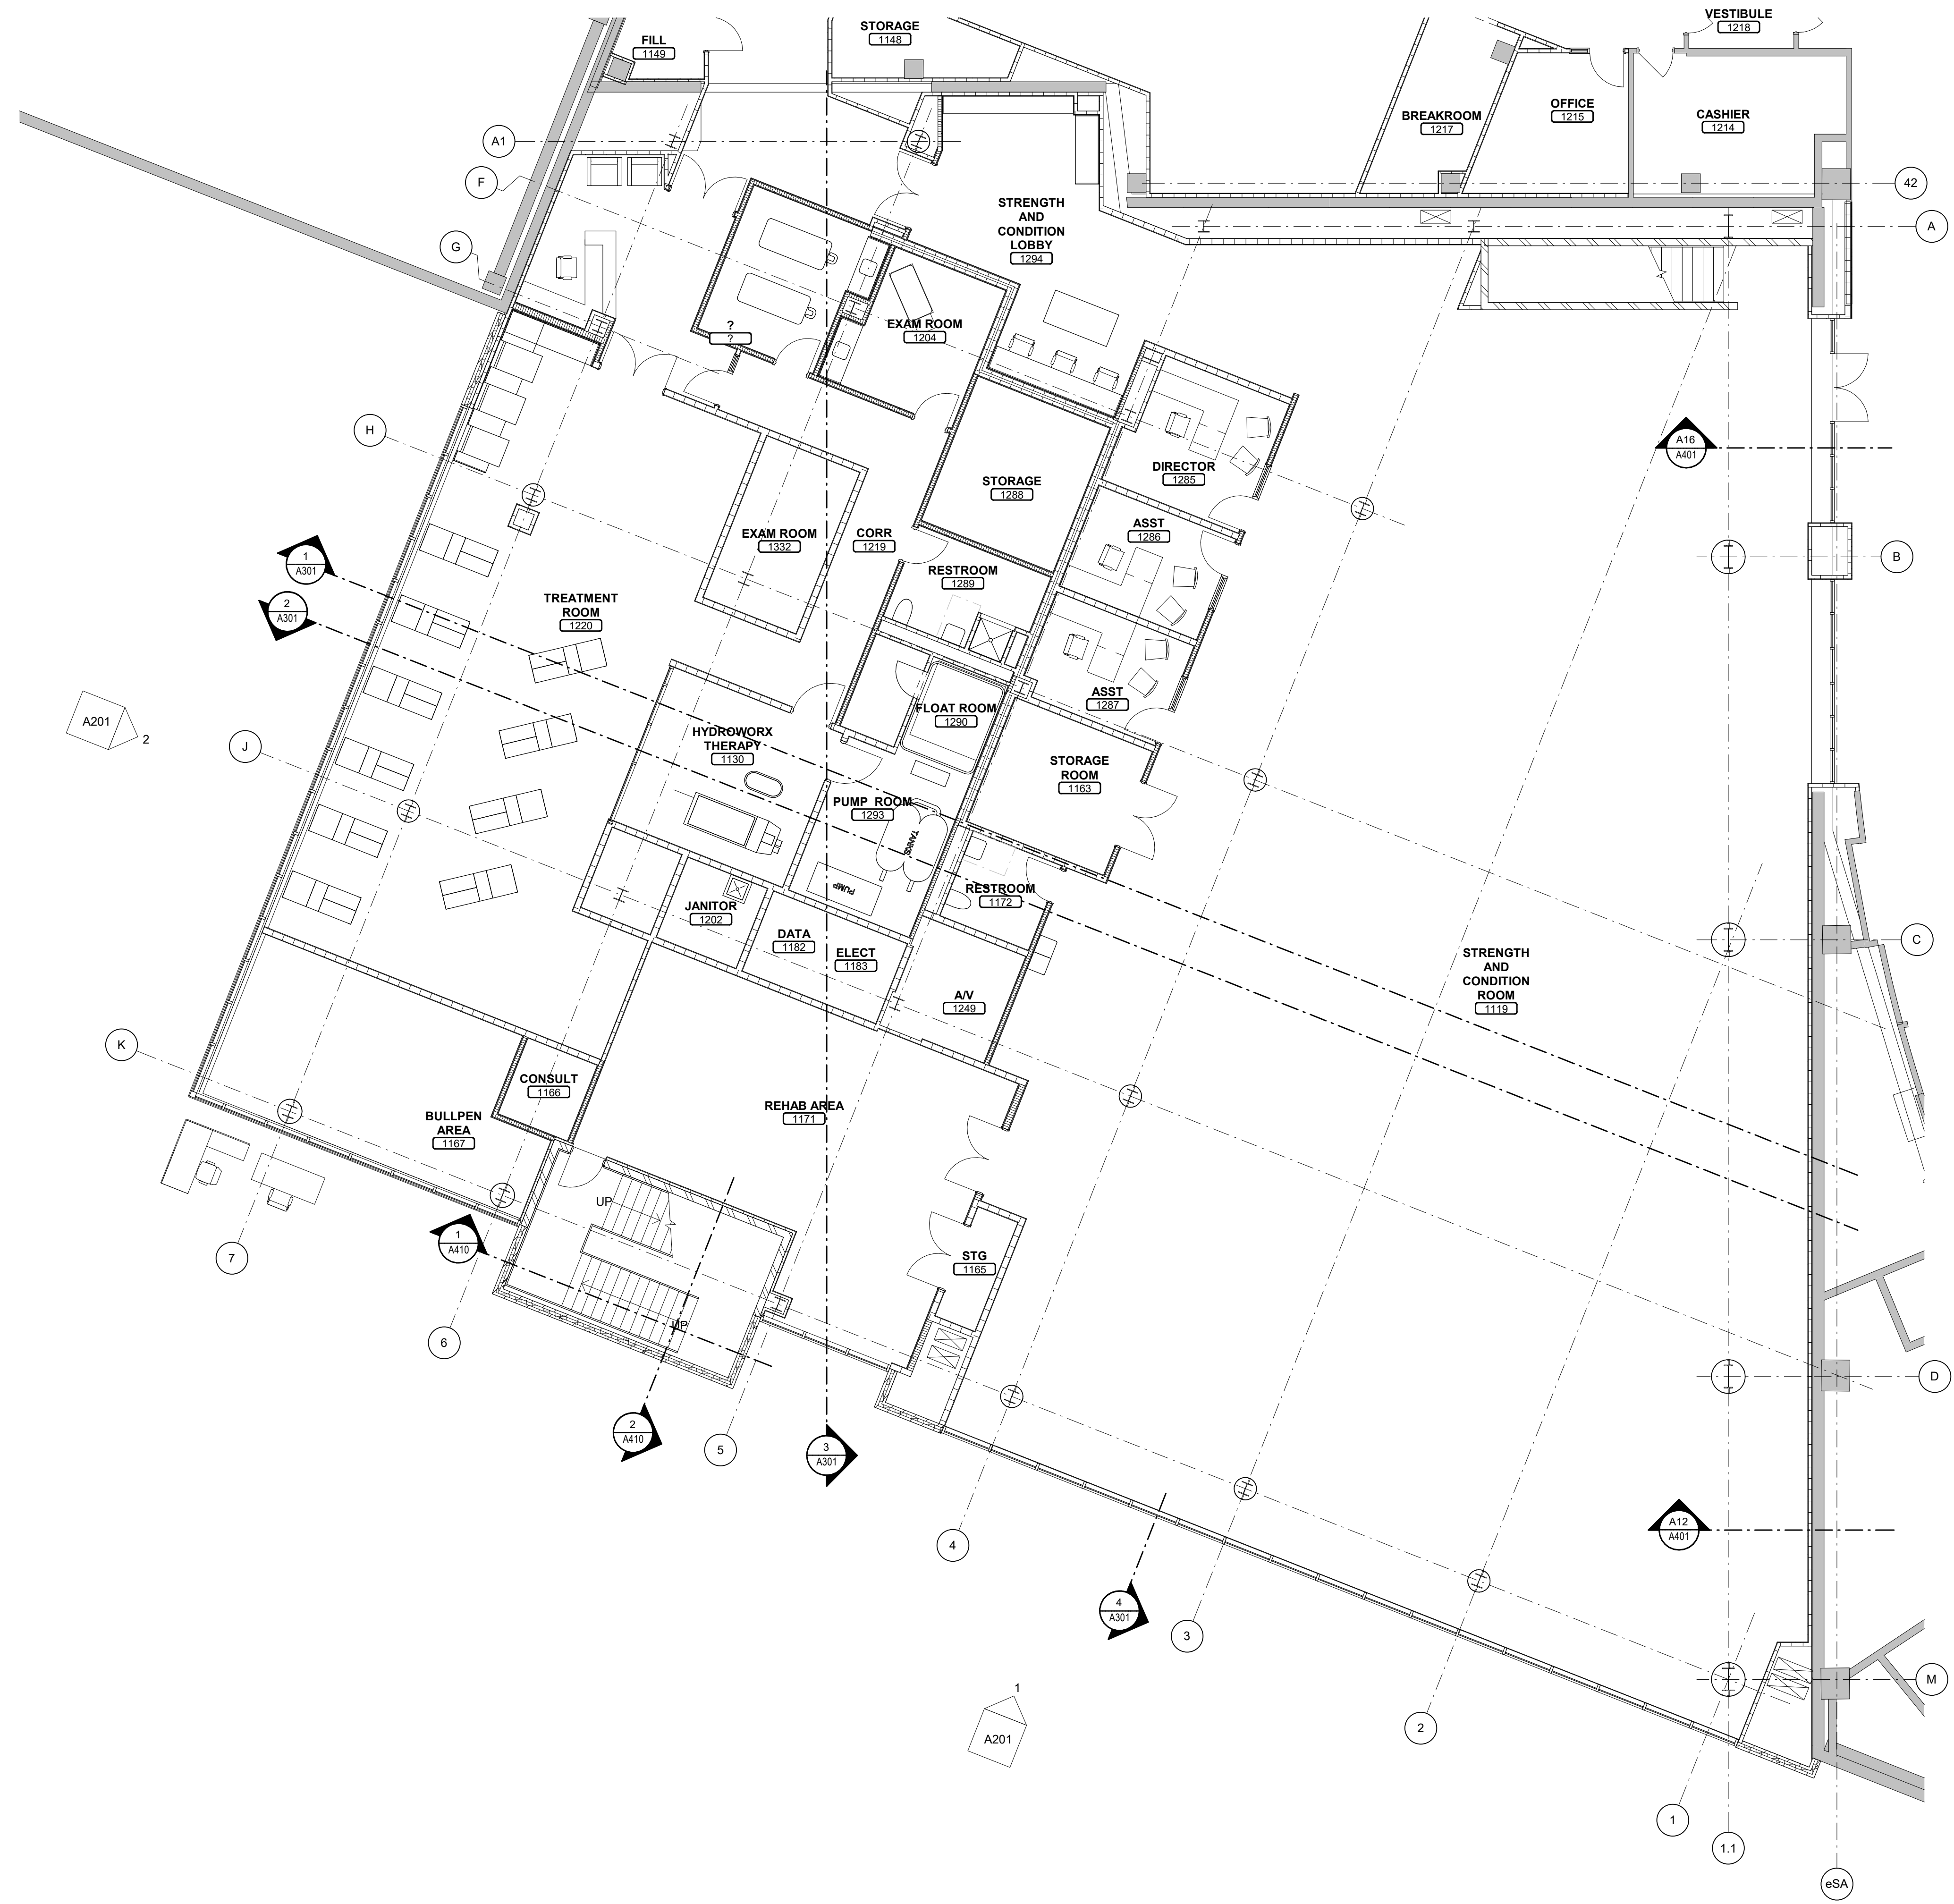 VESTIBULE
1218
STORAGE
1148
FILL
1149
OFFICE
1215
BREAKROOM
1217
CASHIER
1214
A1
F
42
STRENGTH
AND
CONDITION
LOBBY
1294
A
G
?
?
EXAM ROOM
1204
H
A16
A401
DIRECTOR
1285
STORAGE
1288
ASST
1286
EXAM ROOM
1332
CORR
1219
B
1
A301
RESTROOM
1289
2
A301
TREATMENT
ROOM
1220
ASST
1287
FLOAT ROOM
1290
A201
2
HYDROWORX
THERAPY
1130
J
STORAGE
ROOM
1163
PUMP ROOM
1293
TANKS
PUMP
RESTROOM
1172
JANITOR
1202
DATA
1182
ELECT
1183
C
STRENGTH
AND
CONDITION
ROOM
1119
A/V
1249
K
CONSULT
1166
REHAB AREA
1171
BULLPEN
AREA
1167
UP
1
A410
7
STG
1165
UP
6
D
2
A410
5
3
A301
4
A12
A401
4
A301
3
M
1
A201
2
1
1.1
eSA